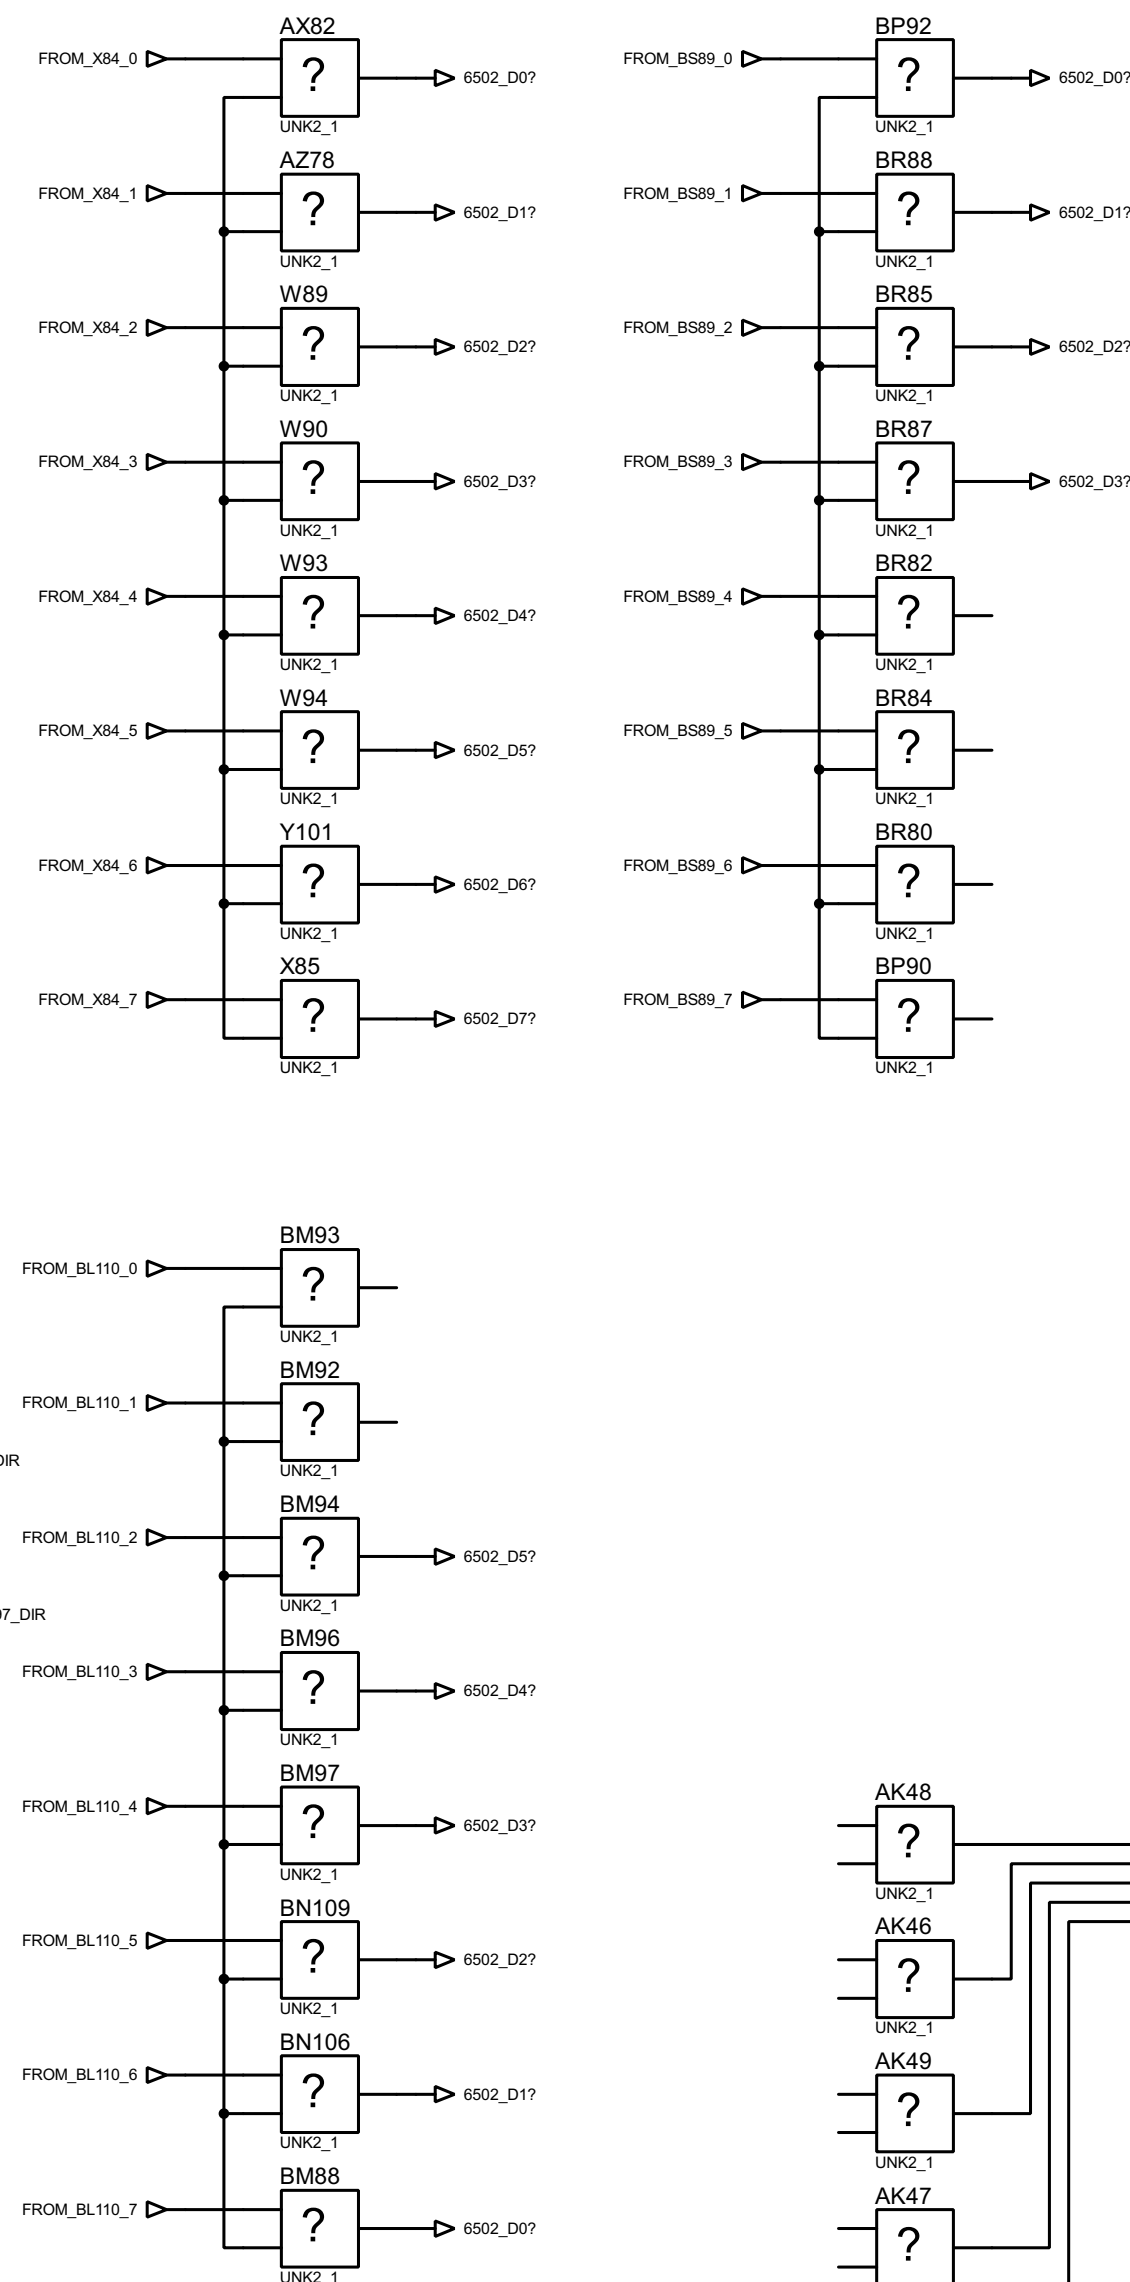 AX82
FROM_X84_0
?
6502_D0?
UNK2_1
AZ78
FROM_X84_1
?
6502_D1?
UNK2_1
W89
FROM_X84_2
?
6502_D2?
UNK2_1
W90
FROM_X84_3
?
6502_D3?
UNK2_1
W93
FROM_X84_4
?
6502_D4?
UNK2_1
W94
FROM_X84_5
?
6502_D5?
UNK2_1
Y101
FROM_X84_6
?
6502_D6?
UNK2_1
X85
FROM_X84_7
?
6502_D7?
UNK2_1
BP92
FROM_BS89_0
?
6502_D0?
UNK2_1
BR88
FROM_BS89_1
?
6502_D1?
UNK2_1
BR85
FROM_BS89_2
?
6502_D2?
UNK2_1
BR87
FROM_BS89_3
?
6502_D3?
UNK2_1
BR82
FROM_BS89_4
?
UNK2_1
BR84
FROM_BS89_5
?
UNK2_1
BR80
FROM_BS89_6
?
UNK2_1
BP90
FROM_BS89_7
?
UNK2_1
BM93
FROM_BL110_0
?
UNK2_1
BM92
FROM_BL110_1
?
DIR
UNK2_1
BM94
FROM_BL110_2
?
6502_D5?
UNK2_1
7_DIR
BM96
FROM_BL110_3
?
6502_D4?
UNK2_1
BM97
FROM_BL110_4
?
6502_D3?
UNK2_1
BN109
FROM_BL110_5
?
6502_D2?
UNK2_1
BN106
FROM_BL110_6
?
6502_D1?
UNK2_1
BM88
FROM_BL110_7
?
6502_D0?
UNK2_1
AK48
?
UNK2_1
AK46
?
UNK2_1
AK49
?
UNK2_1
AK47
?